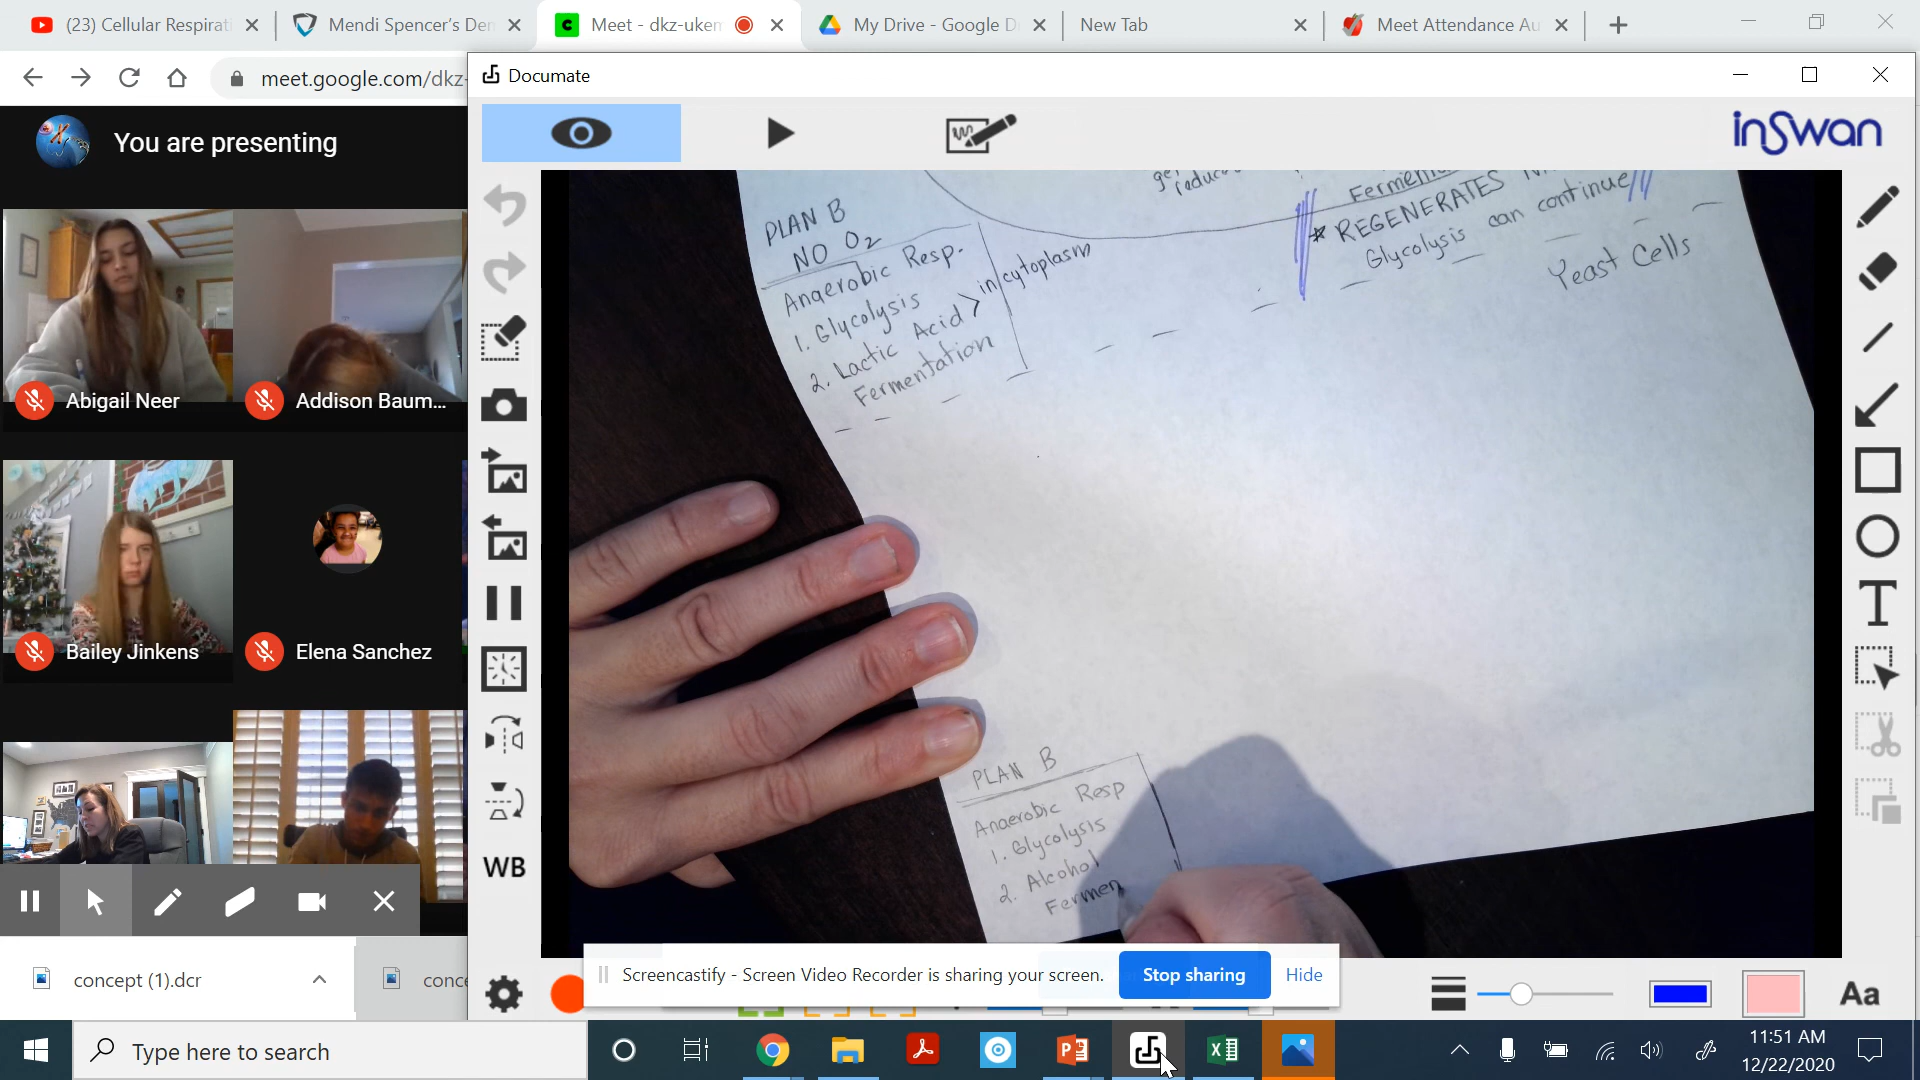 (23) Cellular Respirati
Mendi Spencer's Den
Meet - dkz-ukem
My Drive - Google D
New Tab
Meet Attendance Au
meet.google.com/dkz-
Documate
inSwan
You are presenting
Abigail Neer
Addison Baum...
Bailey Jinkens
Elena Sanchez
reduce
Fermen
* REGENERATES
Glycolysis can continue
Yeast Cells
PLAN B
NO O2
Anaerobic Resp.
1. Glycolysis
2. Lactic Acid > in cytoplasm
Fermentation
PLAN B
Anaerobic Resp
1. Glycolysis
2. Alcohol
Fermen
WB
T
concept (1).dcr
conce
Screencastify - Screen Video Recorder is sharing your screen.
Stop sharing
Hide
Aa
Type here to search
11:51 AM
12/22/2020